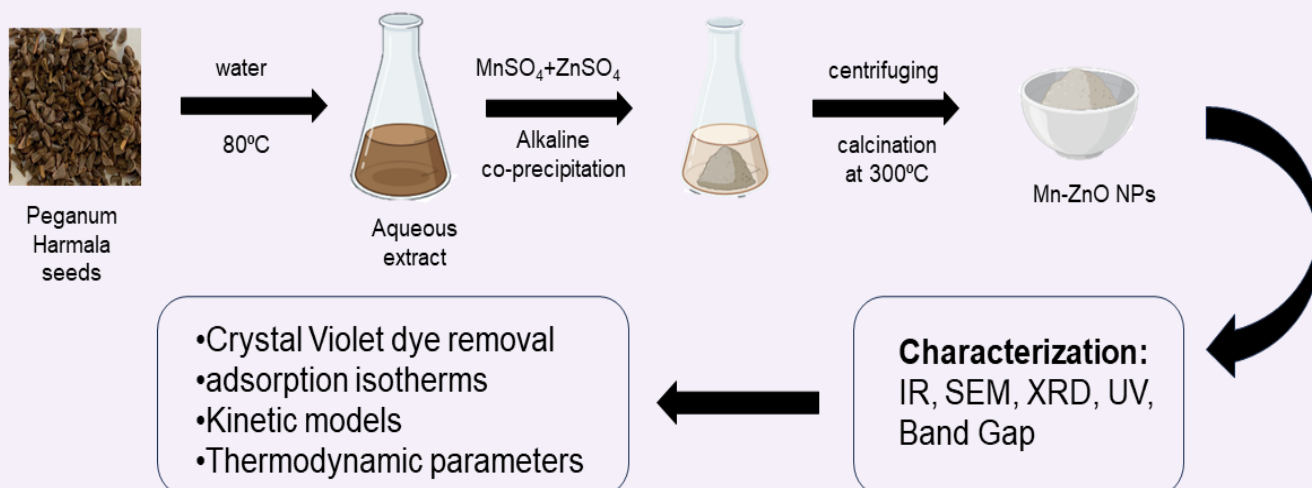 water
80ºC
MnSO₄+ZnSO₄
Alkaline
co-precipitation
centrifuging
calcination
at 300ºC
Peganum
Harmala
seeds
Aqueous
extract
Mn-ZnO NPs
Characterization:
IR, SEM, XRD, UV,
Band Gap
•Crystal Violet dye removal
•adsorption isotherms
•Kinetic models
•Thermodynamic parameters